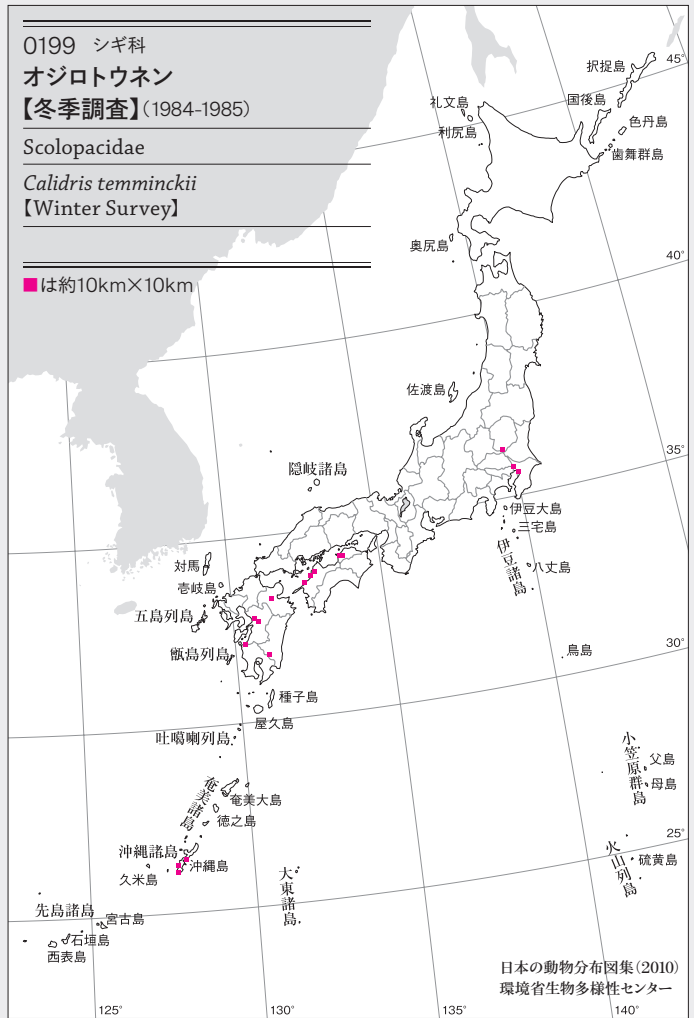 0199 シギ科
オジロトウネン
【冬季調査】(1984-1985)
Scolopacidae
Calidris temminckii
【Winter Survey】
■は約10km×10km
択捉島
45°
国後島
礼文島
色丹島
利尻島
歯舞群島
奥尻島
40°
佐渡島
35°
隠岐諸島
伊豆大島
三宅島
伊豆諸島
八丈島
対馬
壱岐島
五島列島
甑島列島
鳥島
30°
種子島
屋久島
吐噶喇列島
小笠原群島
父島
母島
奄美諸島
奄美大島
徳之島
沖縄諸島
沖縄島
久米島
25°
火山列島
硫黄島
大東諸島
先島諸島
宮古島
石垣島
西表島
日本の動物分布図集(2010)
環境省生物多様性センター
125°
130°
135°
140°